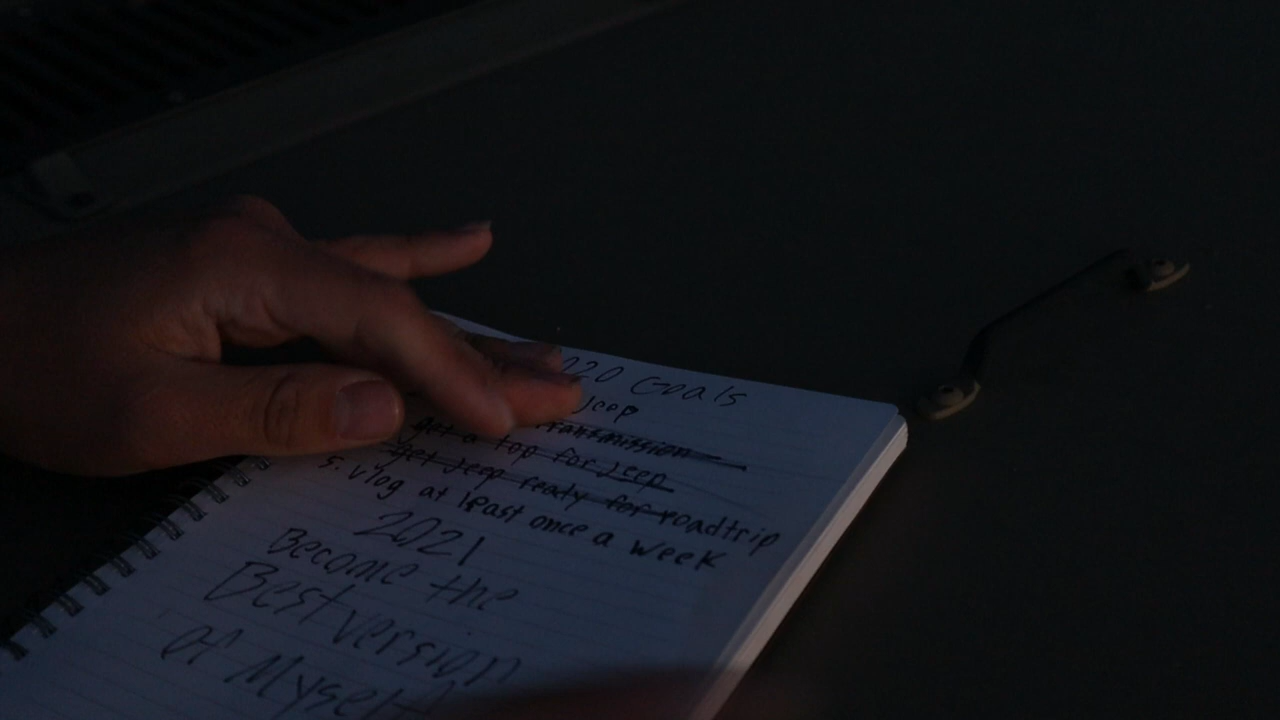 020 Goals
Jeep
transmission
get a top for Jeep
get Jeep ready for roadtrip
5. Vlog at least once a week
2021
Become the
Best version
of Myself